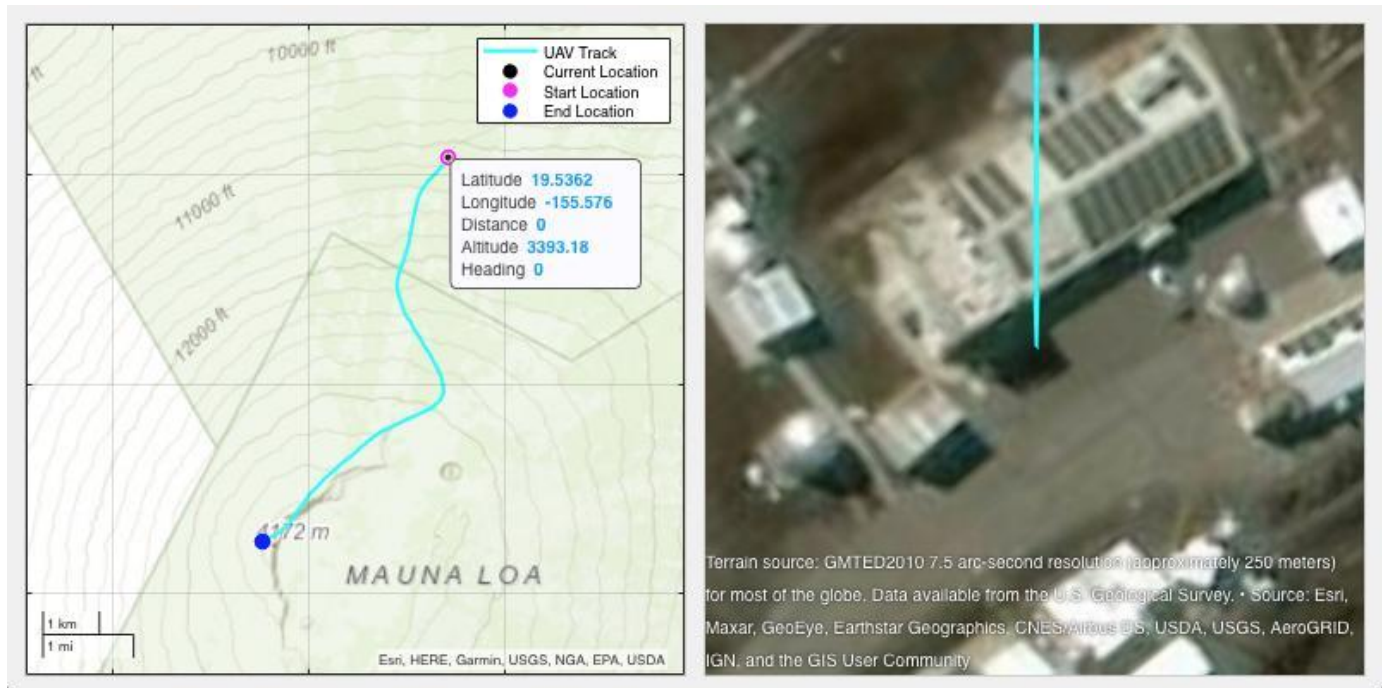 10000 ft
ft
11000 ft
12000 ft
UAV Track
Current Location
Start Location
End Location
Latitude 19.5362
Longitude -155.576
Distance 0
Altitude 3393.18
Heading 0
4172 m
MAUNA LOA
1 km
1 mi
Esri, HERE, Garmin, USGS, NGA, EPA, USDA
Terrain source: GMTED2010 7.5 arc-second resolution (approximately 250 meters)
for most of the globe. Data available from the U.S. Geological Survey. • Source: Esri,
Maxar, GeoEye, Earthstar Geographics, CNES/Airbus DS, USDA, USGS, AeroGRID,
IGN, and the GIS User Community